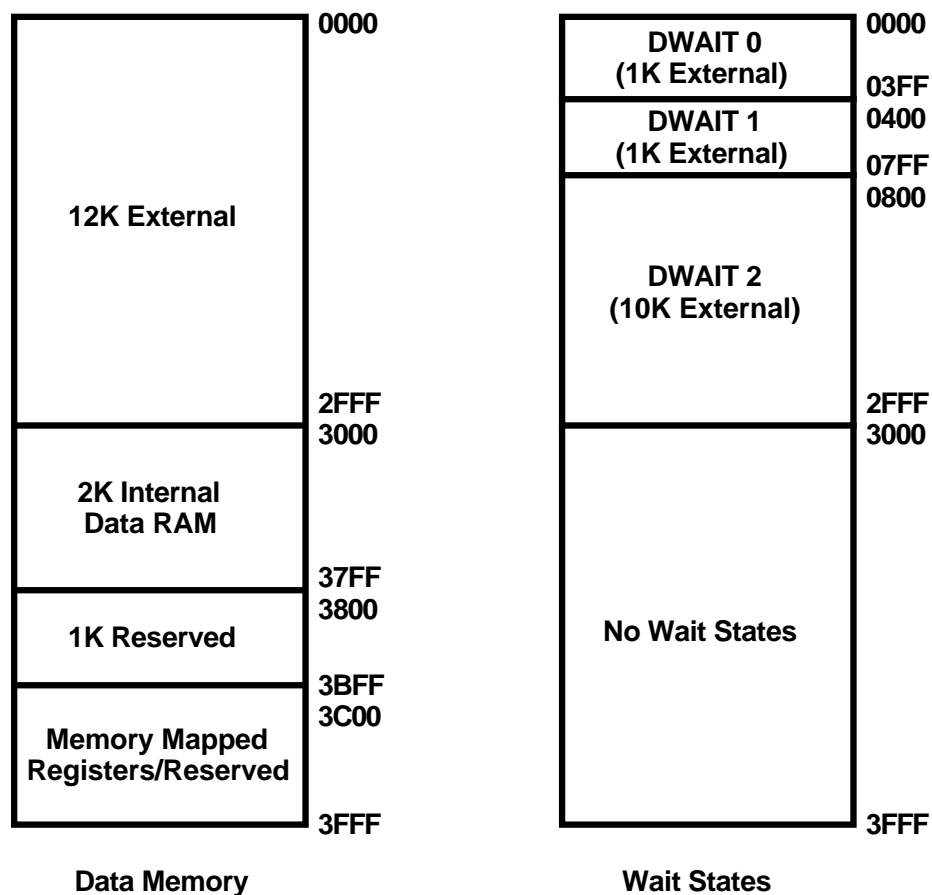 0000
12K External
2FFF
3000
2K Internal
Data RAM
37FF
3800
1K Reserved
3BFF
3C00
Memory Mapped
Registers/Reserved
3FFF
Data Memory
0000
DWAIT 0
(1K External)
03FF
0400
DWAIT 1
(1K External)
07FF
0800
DWAIT 2
(10K External)
2FFF
3000
No Wait States
3FFF
Wait States